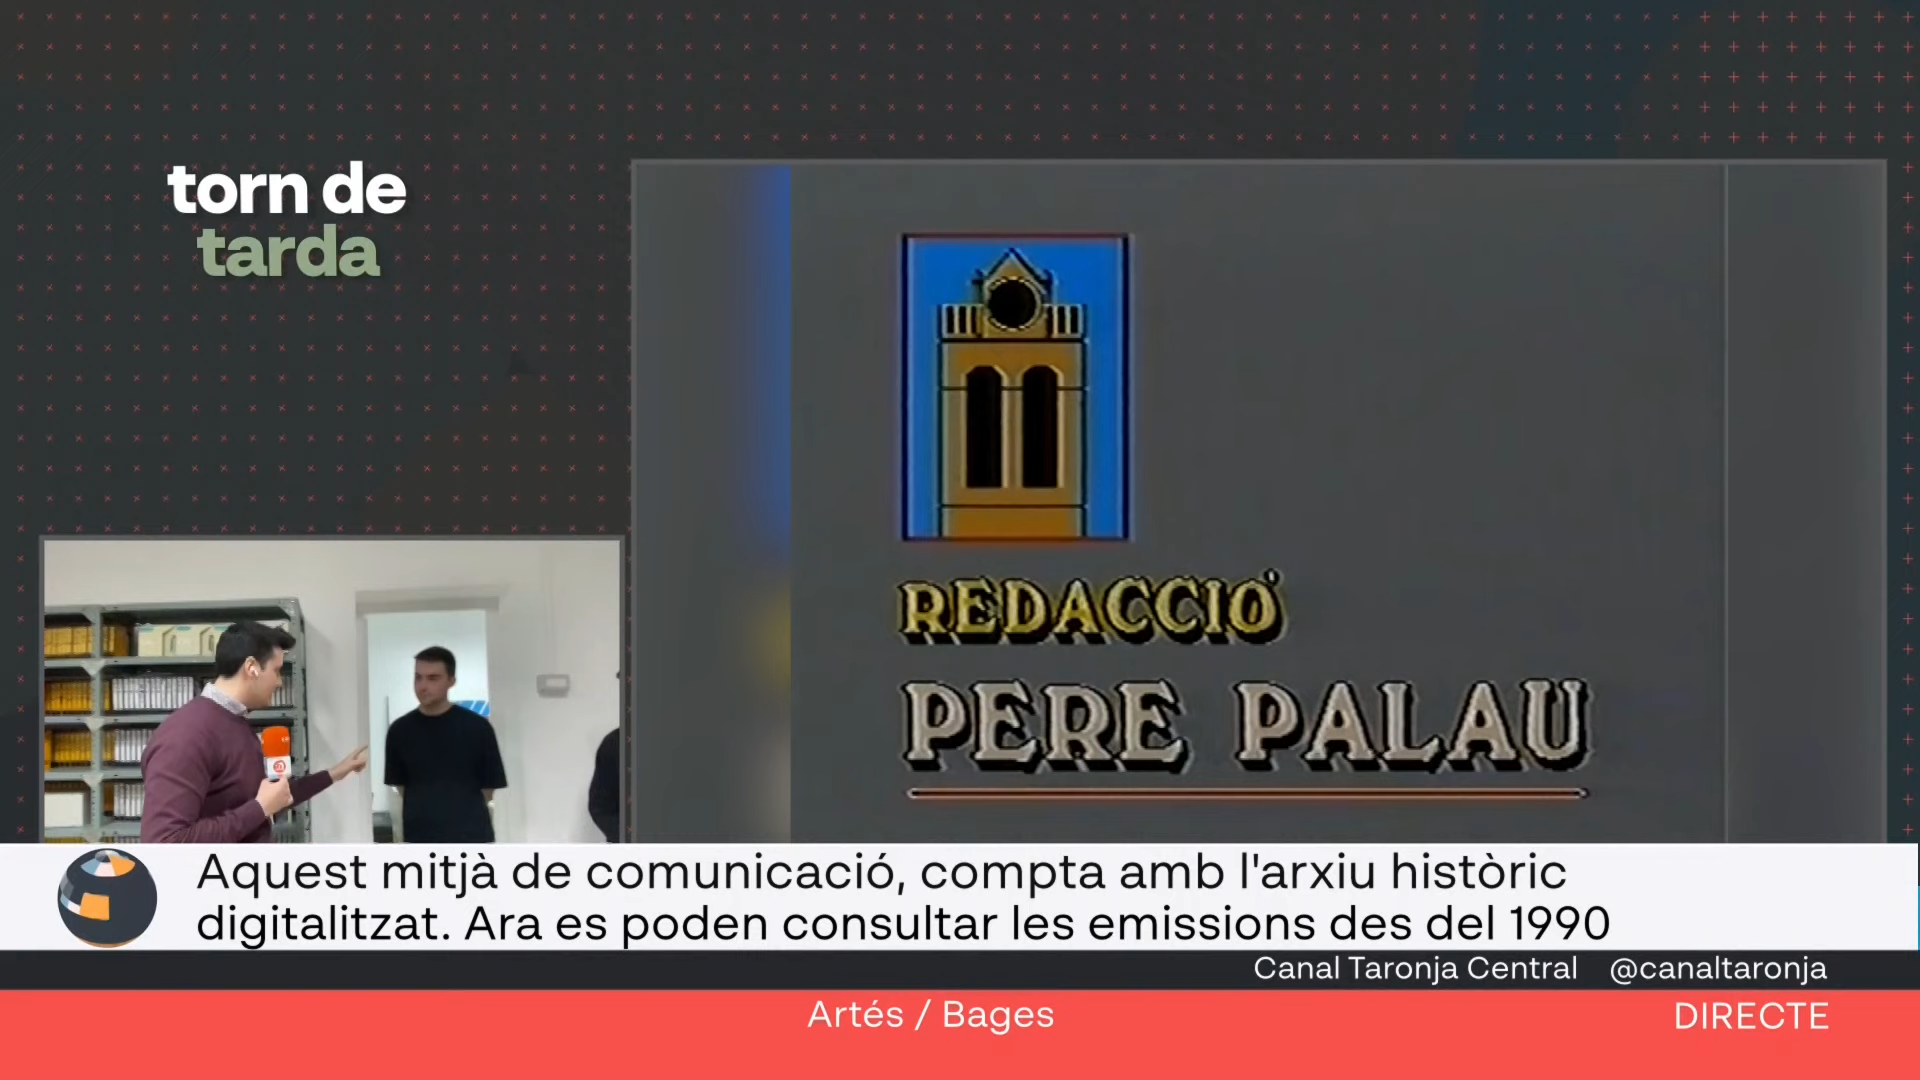 torn de
tarda
REDACCIÓ
PERE PALAU
Aquest mitjà de comunicació, compta amb l'arxiu històric
digitalitzat. Ara es poden consultar les emissions des del 1990
Canal Taronja Central @canaltaronja
Artés / Bages
DIRECTE